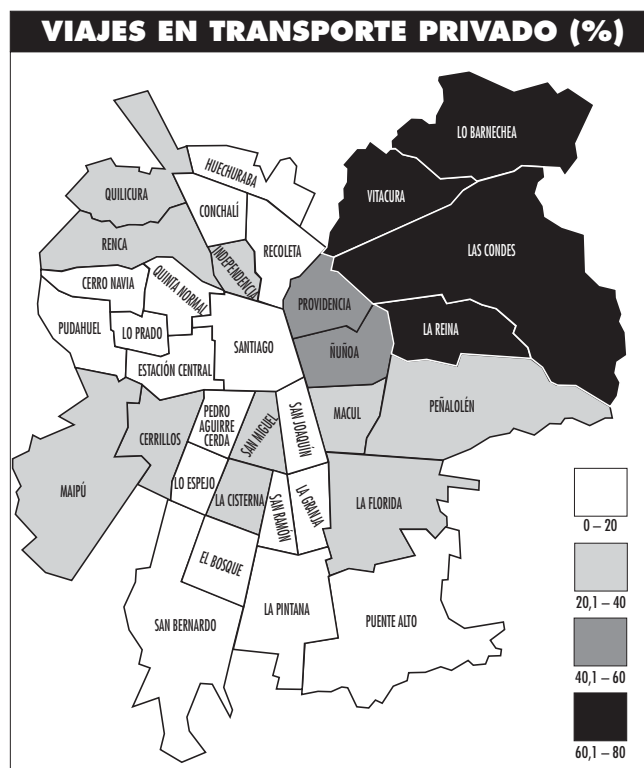 VIAJES EN TRANSPORTE PRIVADO (%)
LO BARNECHEA
HUECHURABA
QUILICURA
VITACURA
CONCHALÍ
RENCA
RECOLETA
LAS CONDES
INDEPENDENCIA
CERRO NAVIA
QUINTA NORMAL
PROVIDENCIA
PUDAHUEL
LO PRADO
LA REINA
SANTIAGO
ÑUÑOA
ESTACIÓN CENTRAL
PEÑALOLÉN
PEDRO
AGUIRRE
CERDA
SAN MIGUEL
SAN JOAQUÍN
MACUL
CERRILLOS
MAIPÚ
LO ESPEJO
LA CISTERNA
SAN RAMÓN
LA GRANJA
LA FLORIDA
EL BOSQUE
SAN BERNARDO
LA PINTANA
PUENTE ALTO
0 – 20
20,1 – 40
40,1 – 60
60,1 – 80